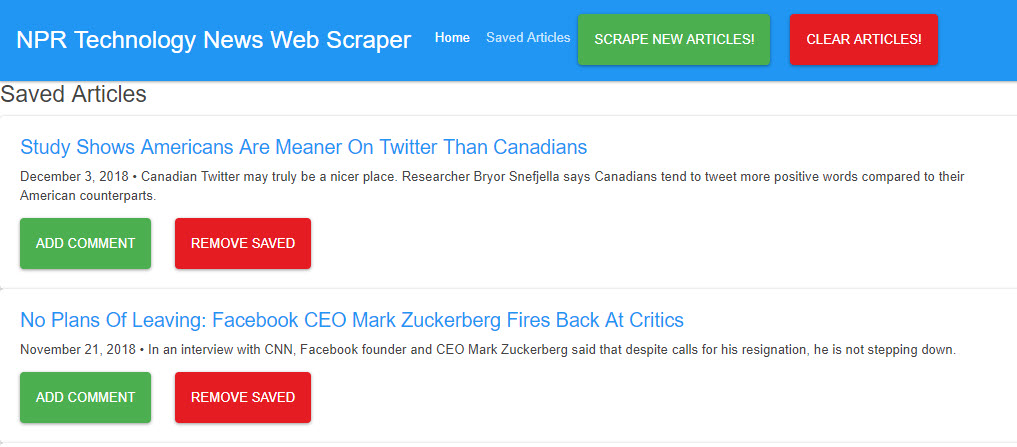 NPR Technology News Web Scraper Home Saved Articles SCRAPE NEW ARTICLES! CLEAR ARTICLES!
Saved Articles
Study Shows Americans Are Meaner On Twitter Than Canadians
December 3, 2018 • Canadian Twitter may truly be a nicer place. Researcher Bryor Snefjella says Canadians tend to tweet more positive words compared to their
American counterparts.
ADD COMMENT REMOVE SAVED
No Plans Of Leaving: Facebook CEO Mark Zuckerberg Fires Back At Critics
November 21, 2018 • In an interview with CNN, Facebook founder and CEO Mark Zuckerberg said that despite calls for his resignation, he is not stepping down.
ADD COMMENT REMOVE SAVED